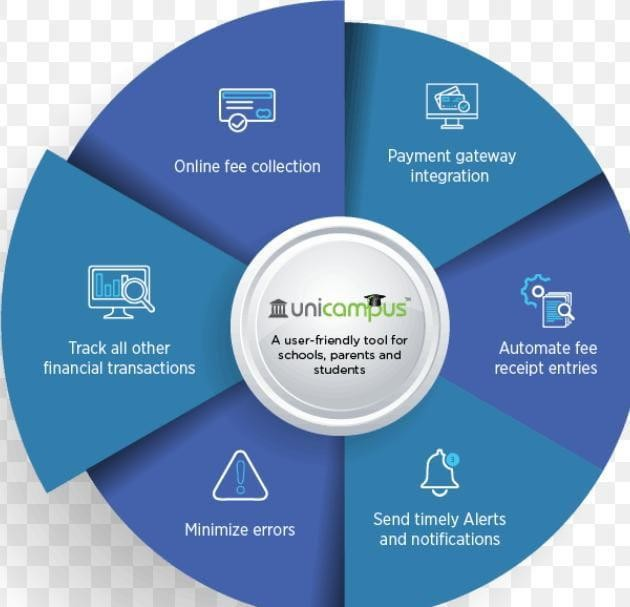 Online fee collection
Payment gateway
integration
Automate fee
receipt entries
Send timely Alerts
and notifications
Minimize errors
Track all other
financial transactions
unicampus™
A user-friendly tool for
schools, parents and
students